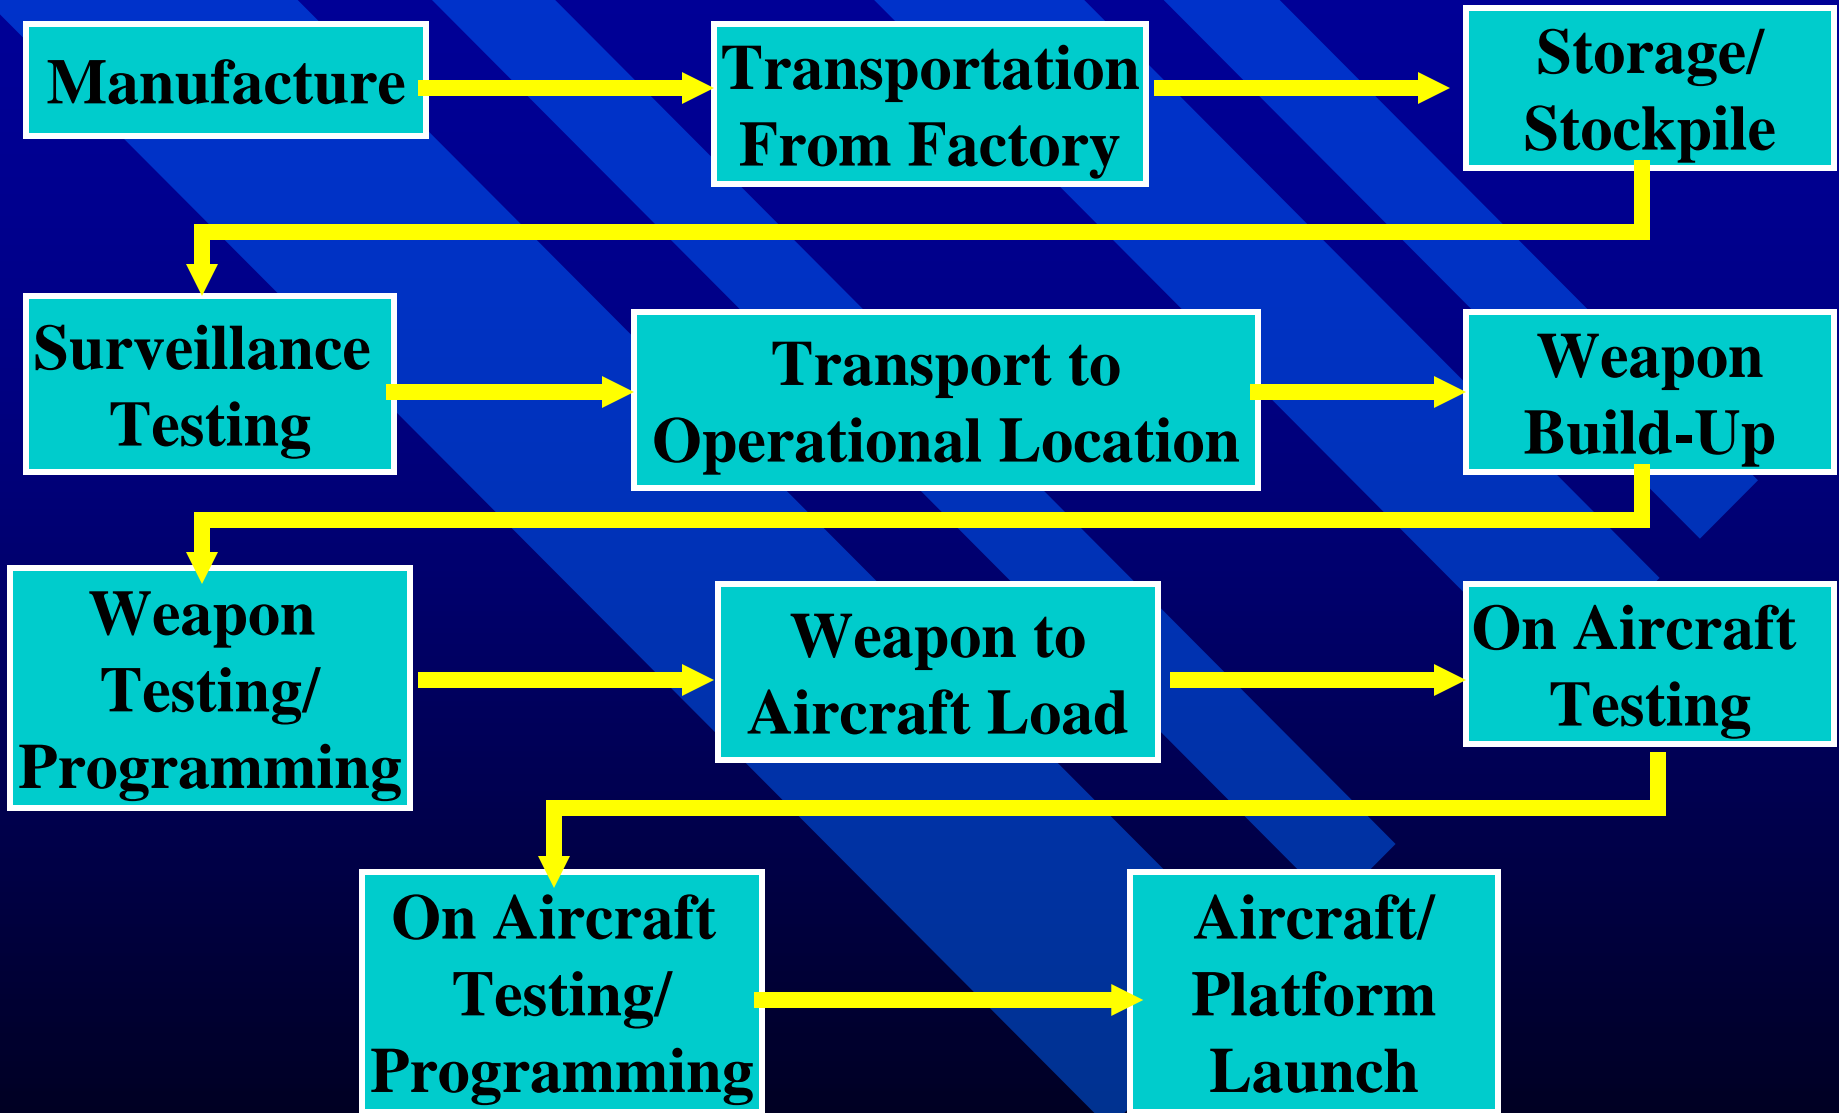 Manufacture
Transportation
From Factory
Storage/
Stockpile
Surveillance
Testing
Transport to
Operational Location
Weapon
Build-Up
Weapon
Testing/
Programming
Weapon to
Aircraft Load
On Aircraft
Testing
On Aircraft
Testing/
Programming
Aircraft/
Platform
Launch